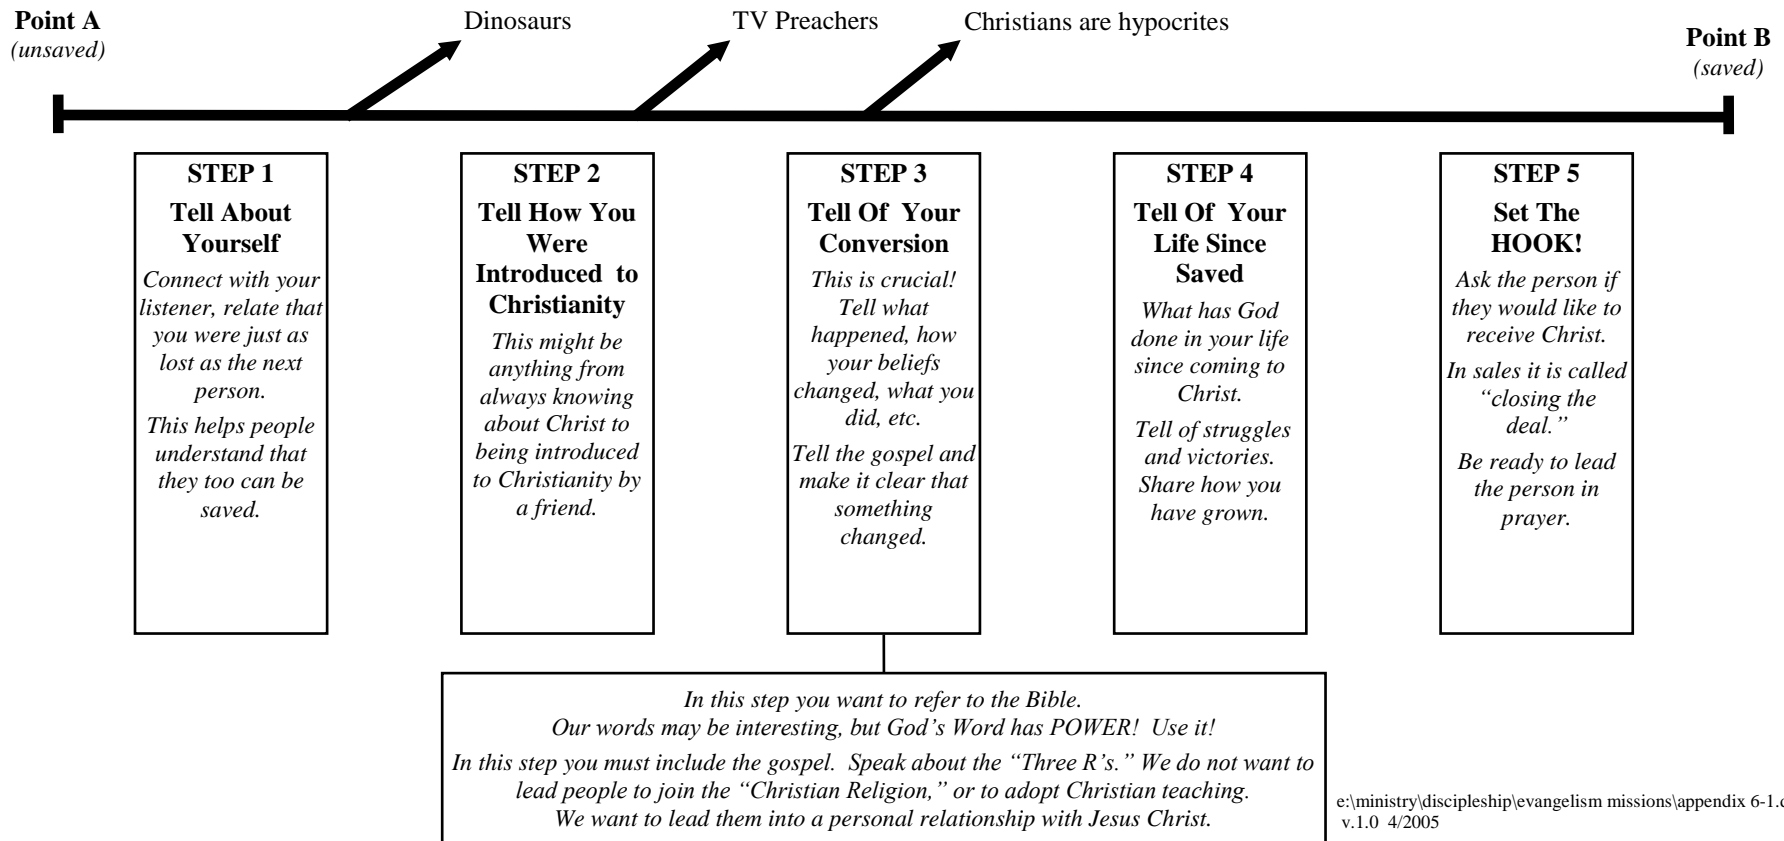 Point A
(unsaved)
Dinosaurs
TV Preachers
Christians are hypocrites
Point B
(saved)
STEP 1
Tell About
Yourself
Connect with your
listener, relate that
you were just as
lost as the next
person.
This helps people
understand that
they too can be
saved.
STEP 2
Tell How You
Were
Introduced to
Christianity
This might be
anything from
always knowing
about Christ to
being introduced
to Christianity by
a friend.
STEP 3
Tell Of Your
Conversion
This is crucial!
Tell what
happened, how
your beliefs
changed, what you
did, etc.
Tell the gospel and
make it clear that
something
changed.
STEP 4
Tell Of Your
Life Since
Saved
What has God
done in your life
since coming to
Christ.
Tell of struggles
and victories.
Share how you
have grown.
STEP 5
Set The
HOOK!
Ask the person if
they would like to
receive Christ.
In sales it is called
“closing the
deal.”
Be ready to lead
the person in
prayer.
In this step you want to refer to the Bible.
Our words may be interesting, but God’s Word has POWER! Use it!
In this step you must include the gospel. Speak about the “Three R’s.” We do not want to
lead people to join the “Christian Religion,” or to adopt Christian teaching.
We want to lead them into a personal relationship with Jesus Christ.
e:\ministry\discipleship\evangelism missions\appendix 6-1.
v.1.0 4/2005